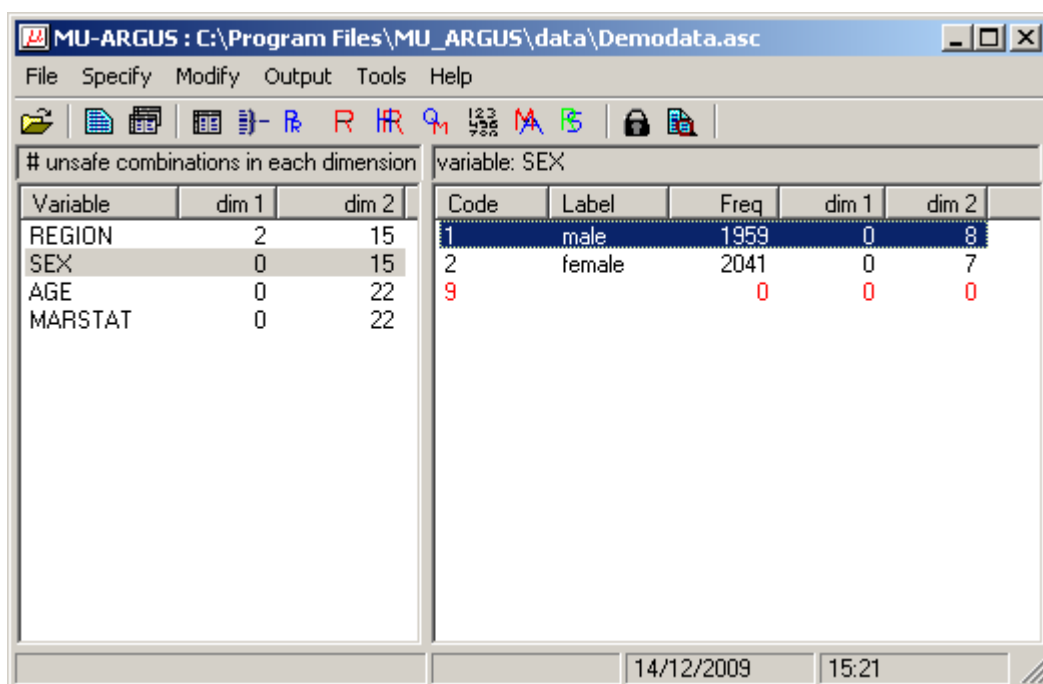 MU-ARGUS : C:\Program Files\MU_ARGUS\data\Demodata.asc
File Specify Modify Output Tools Help
# unsafe combinations in each dimension
variable: SEX
Variable dim 1 dim 2
REGION 2 15
SEX 0 15
AGE 0 22
MARSTAT 0 22
Code Label Freq dim 1 dim 2
1 male 1959 0 8
2 female 2041 0 7
9 0 0 0
14/12/2009 15:21